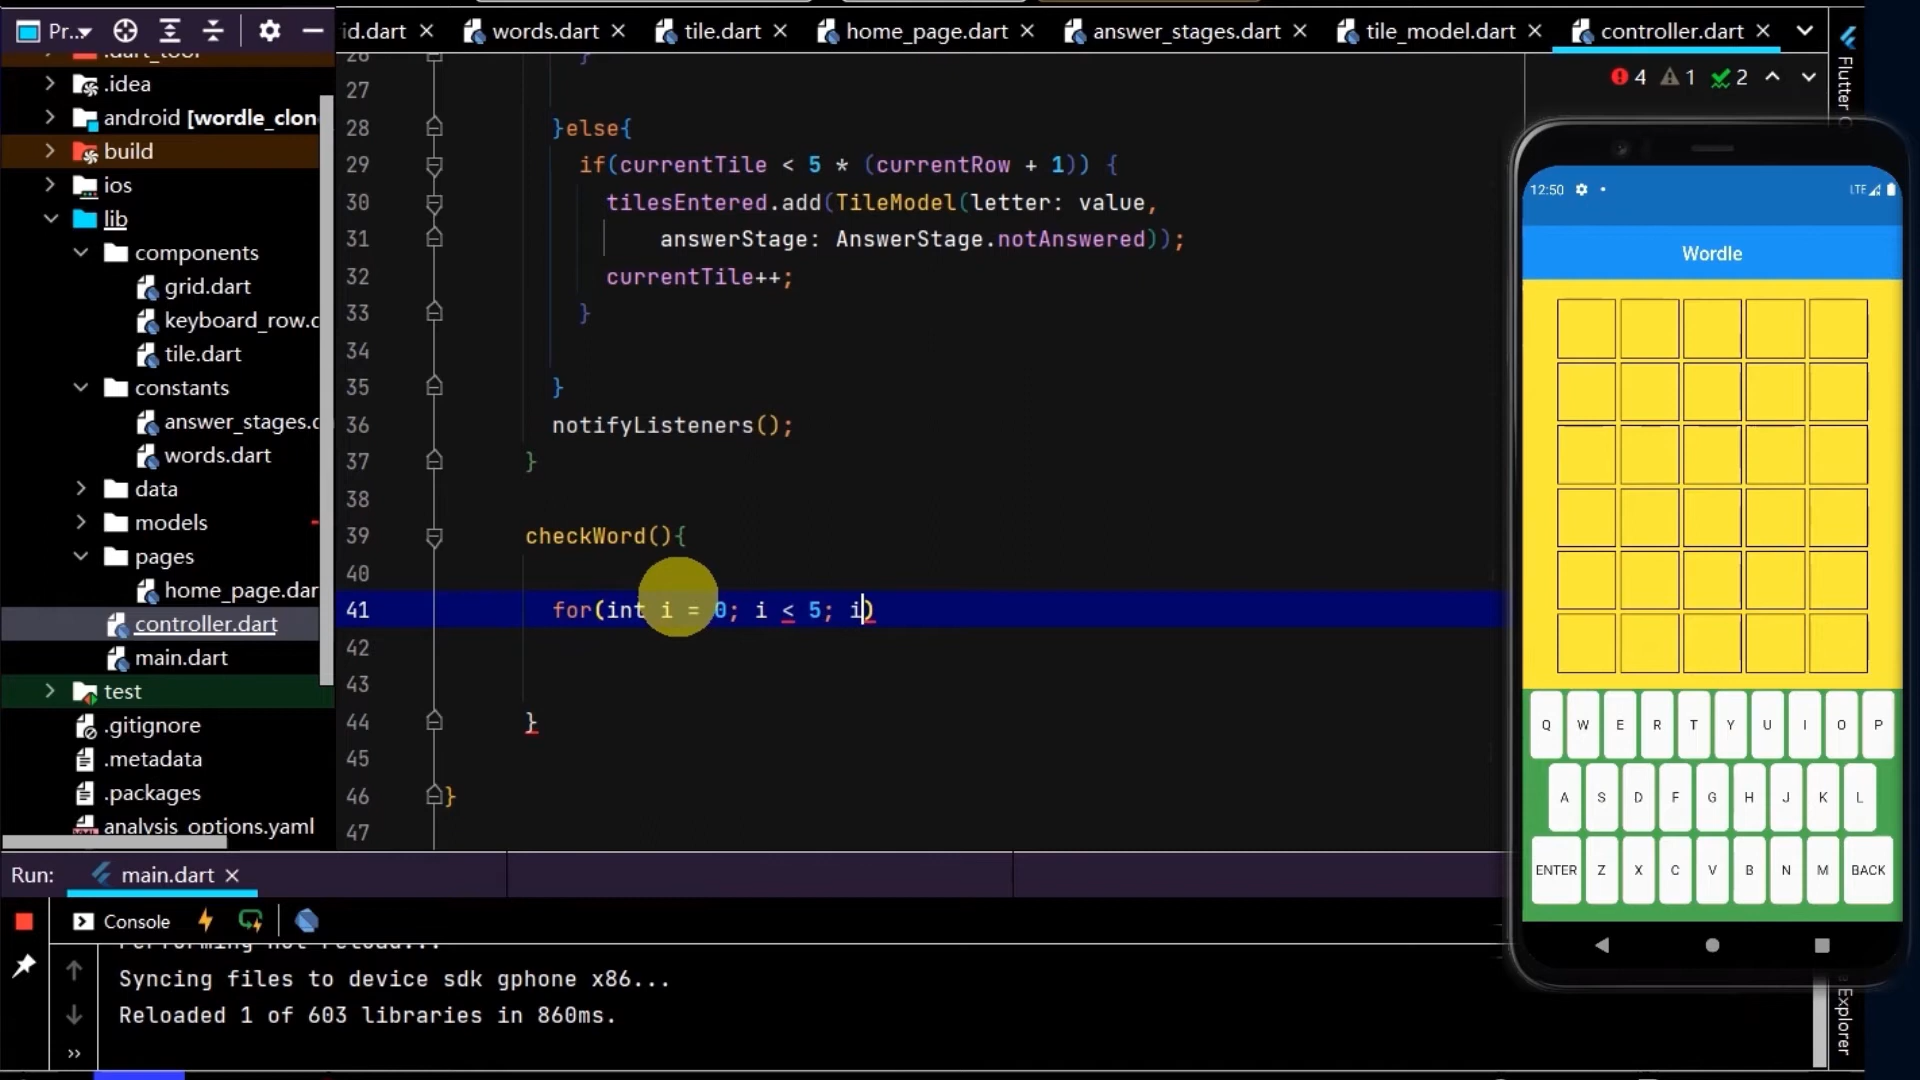 Pr...
id.dart
words.dart
tile.dart
home_page.dart
answer_stages.dart
tile_model.dart
controller.dart
4
1
2
Flutter O
.dart_tool
.idea
android [wordle_clon
build
ios
lib
components
grid.dart
keyboard_row.d
tile.dart
constants
answer_stages.d
words.dart
data
models
pages
home_page.dar
controller.dart
main.dart
test
.gitignore
.metadata
.packages
analysis_options.yaml
26 }
27
28 }else{
29 if(currentTile < 5 * (currentRow + 1)) {
30 tilesEntered.add(TileModel(letter: value,
31 answerStage: AnswerStage.notAnswered));
32 currentTile++;
33 }
34
35 }
36 notifyListeners();
37 }
38
39 checkWord(){
40
41 for(int i = 0; i < 5; i)
42
43
44 }
45
46 }
47
12:50
LTE
Wordle
Q W E R T Y U I O P
A S D F G H J K L
ENTER Z X C V B N M BACK
Run:
main.dart
Console
Performing hot reload...
Syncing files to device sdk gphone x86...
Reloaded 1 of 603 libraries in 860ms.
Explorer